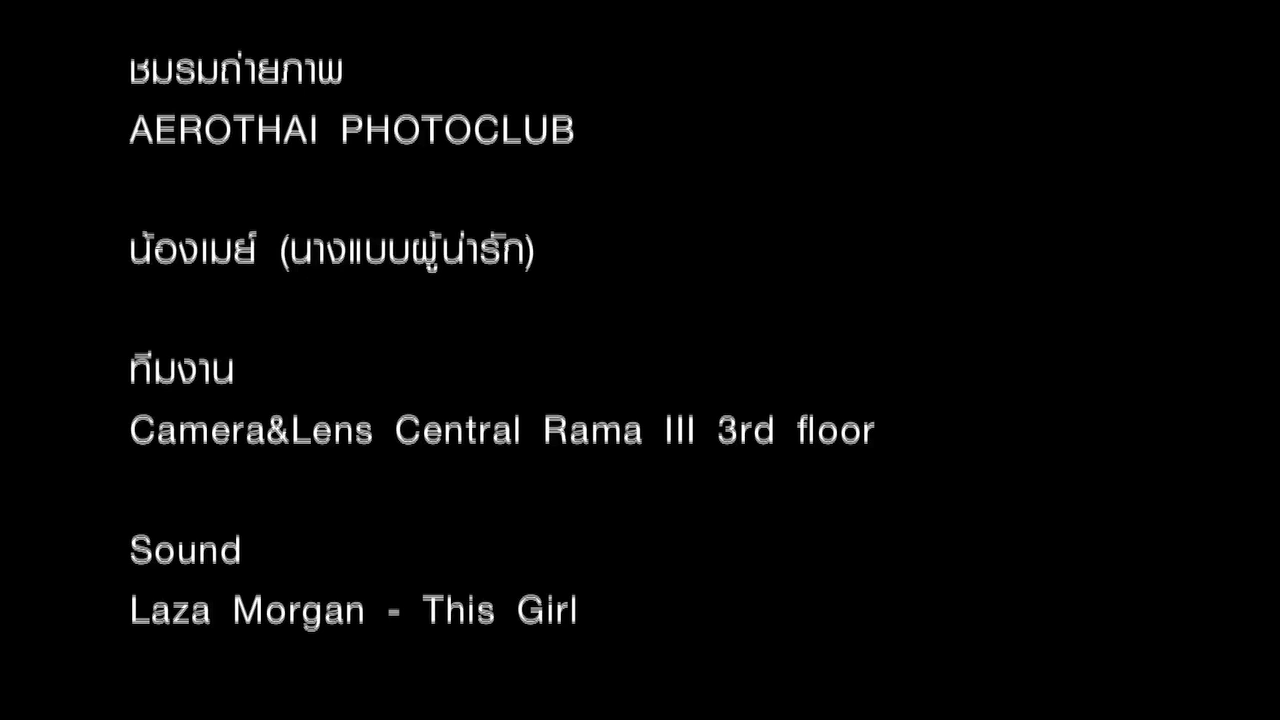 ชมรมถ่ายภาพ
AEROTHAI PHOTOCLUB
น้องเมย์ (นางแบบผู้น่ารัก)
ทีมงาน
Camera&Lens Central Rama III 3rd floor
Sound
Laza Morgan - This Girl